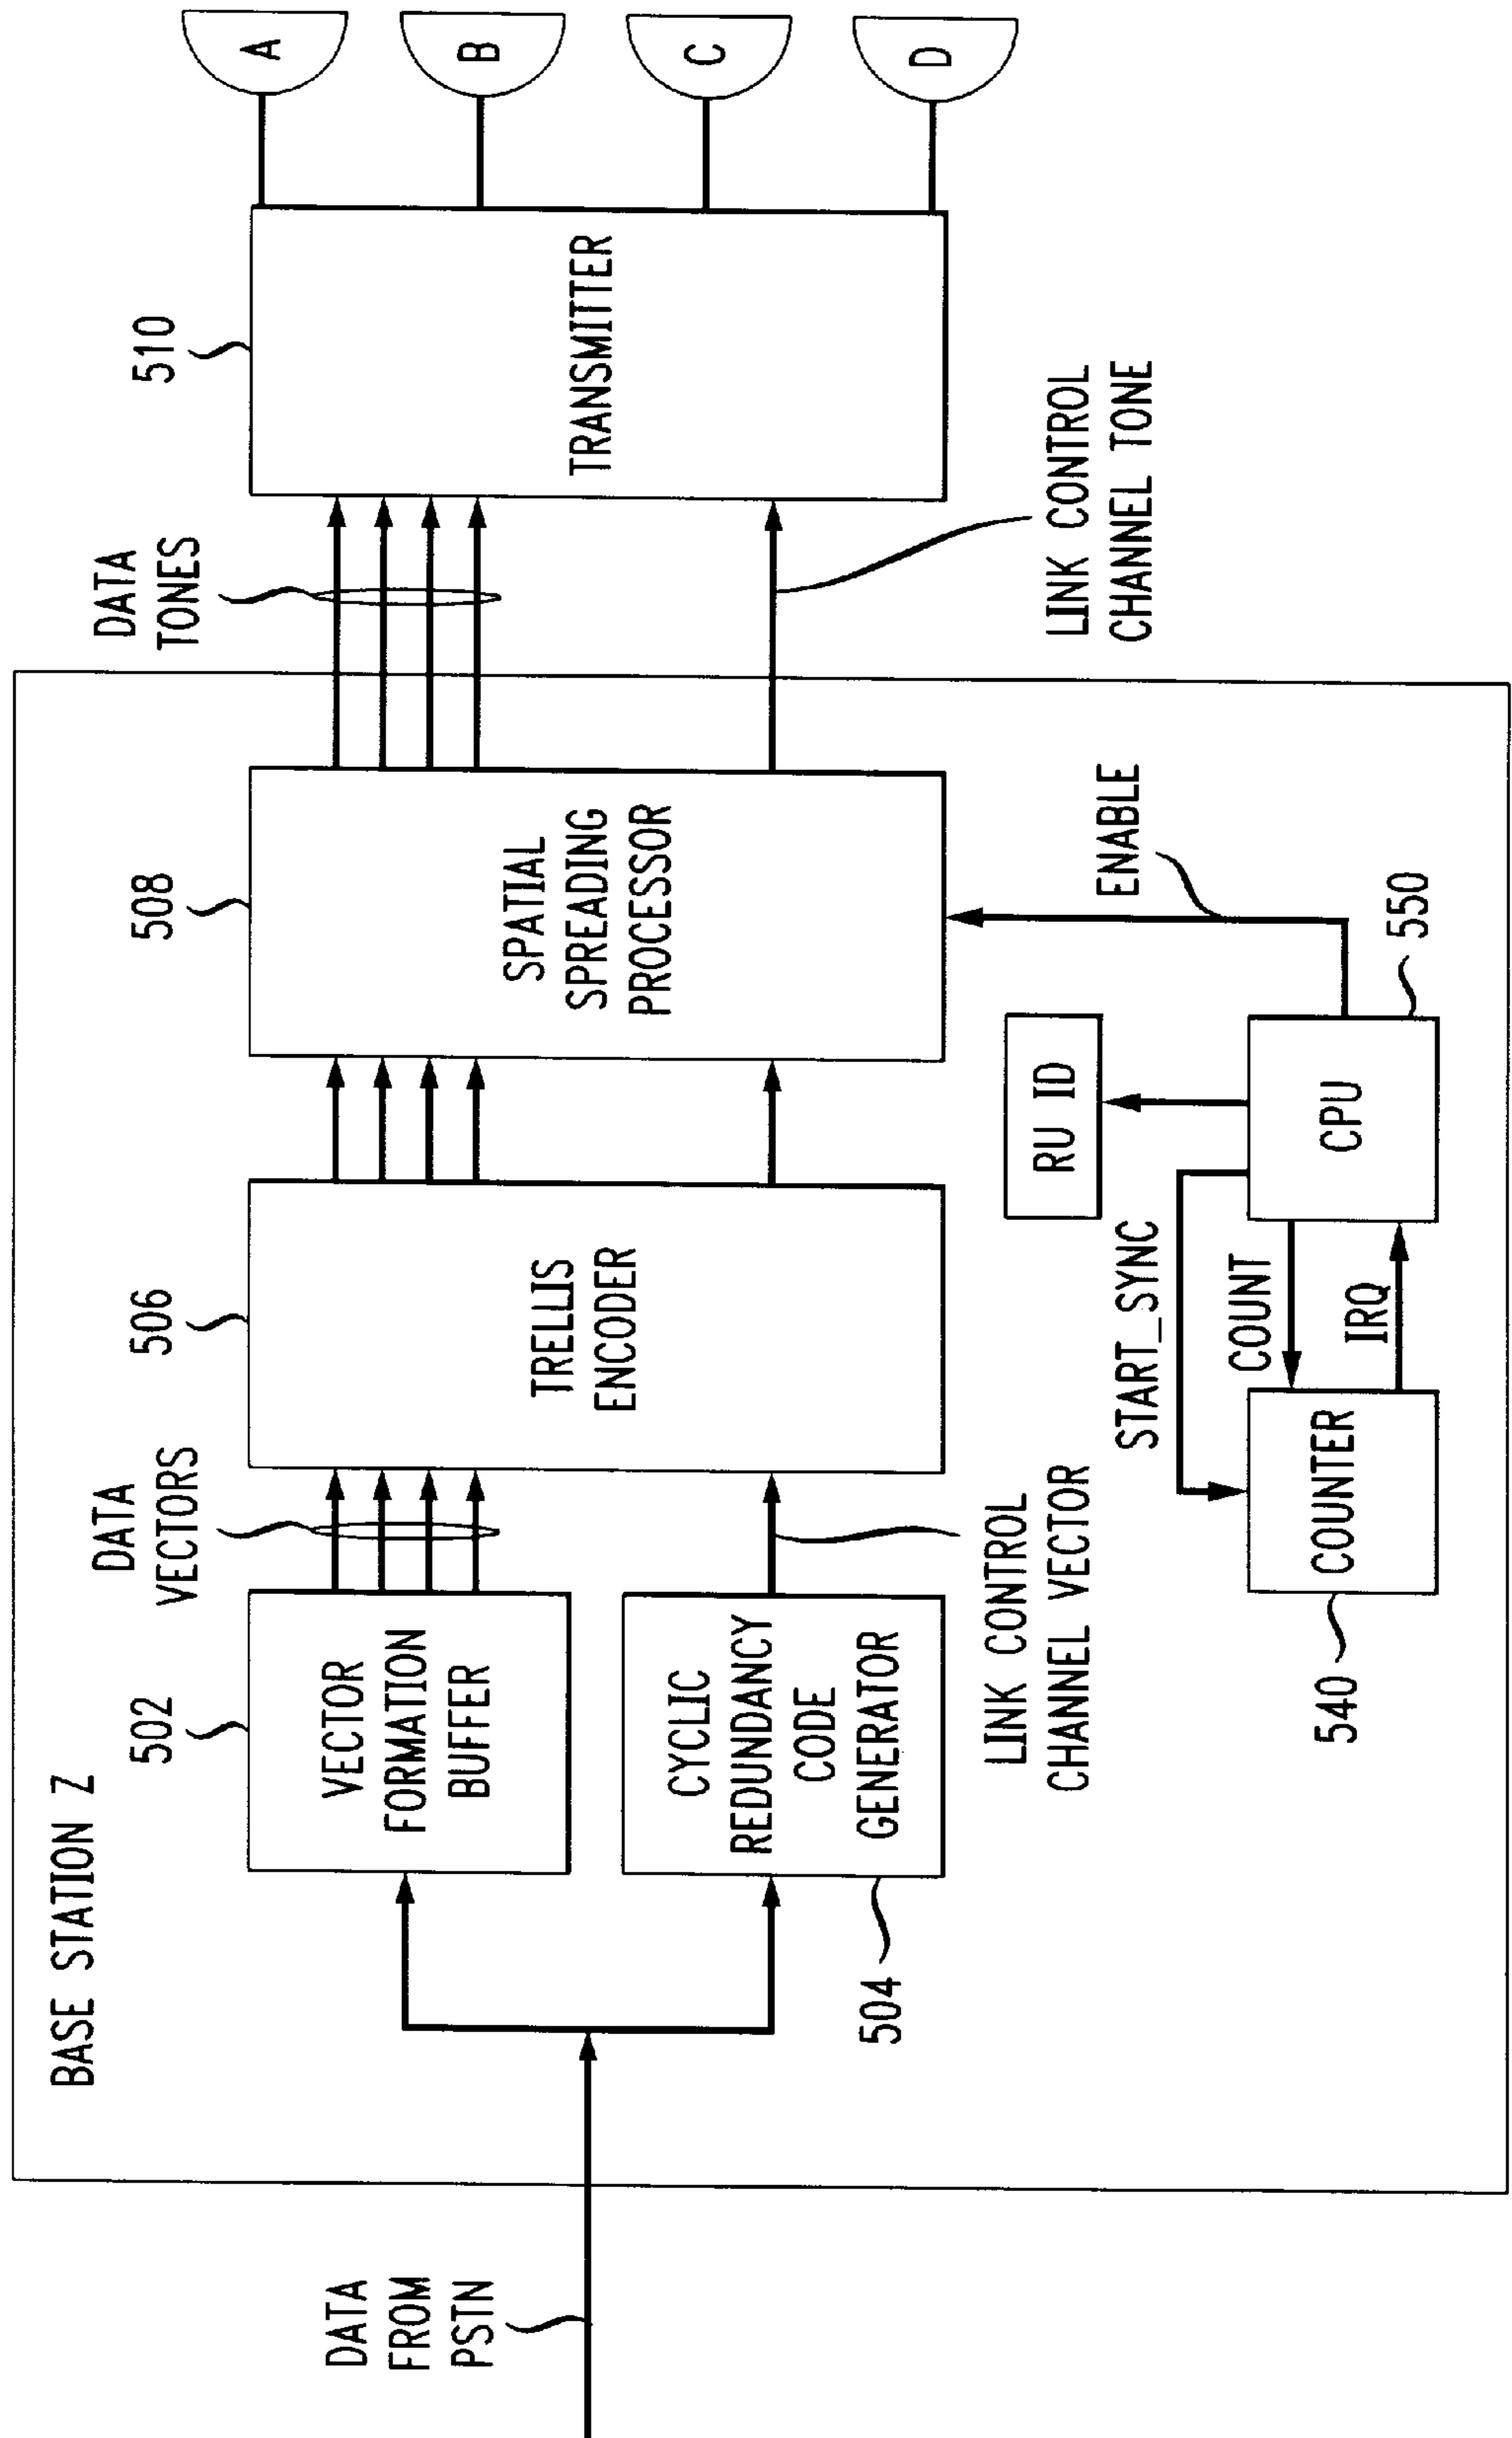 BASE STATION Z
DATA
FROM
PSTN
502
VECTOR
FORMATION
BUFFER
504
CYCLIC
REDUNDANCY
CODE
GENERATOR
DATA
VECTORS
LINK CONTROL
CHANNEL VECTOR
506
TRELLIS
ENCODER
508
SPATIAL
SPREADING
PROCESSOR
DATA
TONES
LINK CONTROL
CHANNEL TONE
510
TRANSMITTER
A
B
C
D
540
COUNTER
START_SYNC
COUNT
IRQ
RU ID
CPU
550
ENABLE